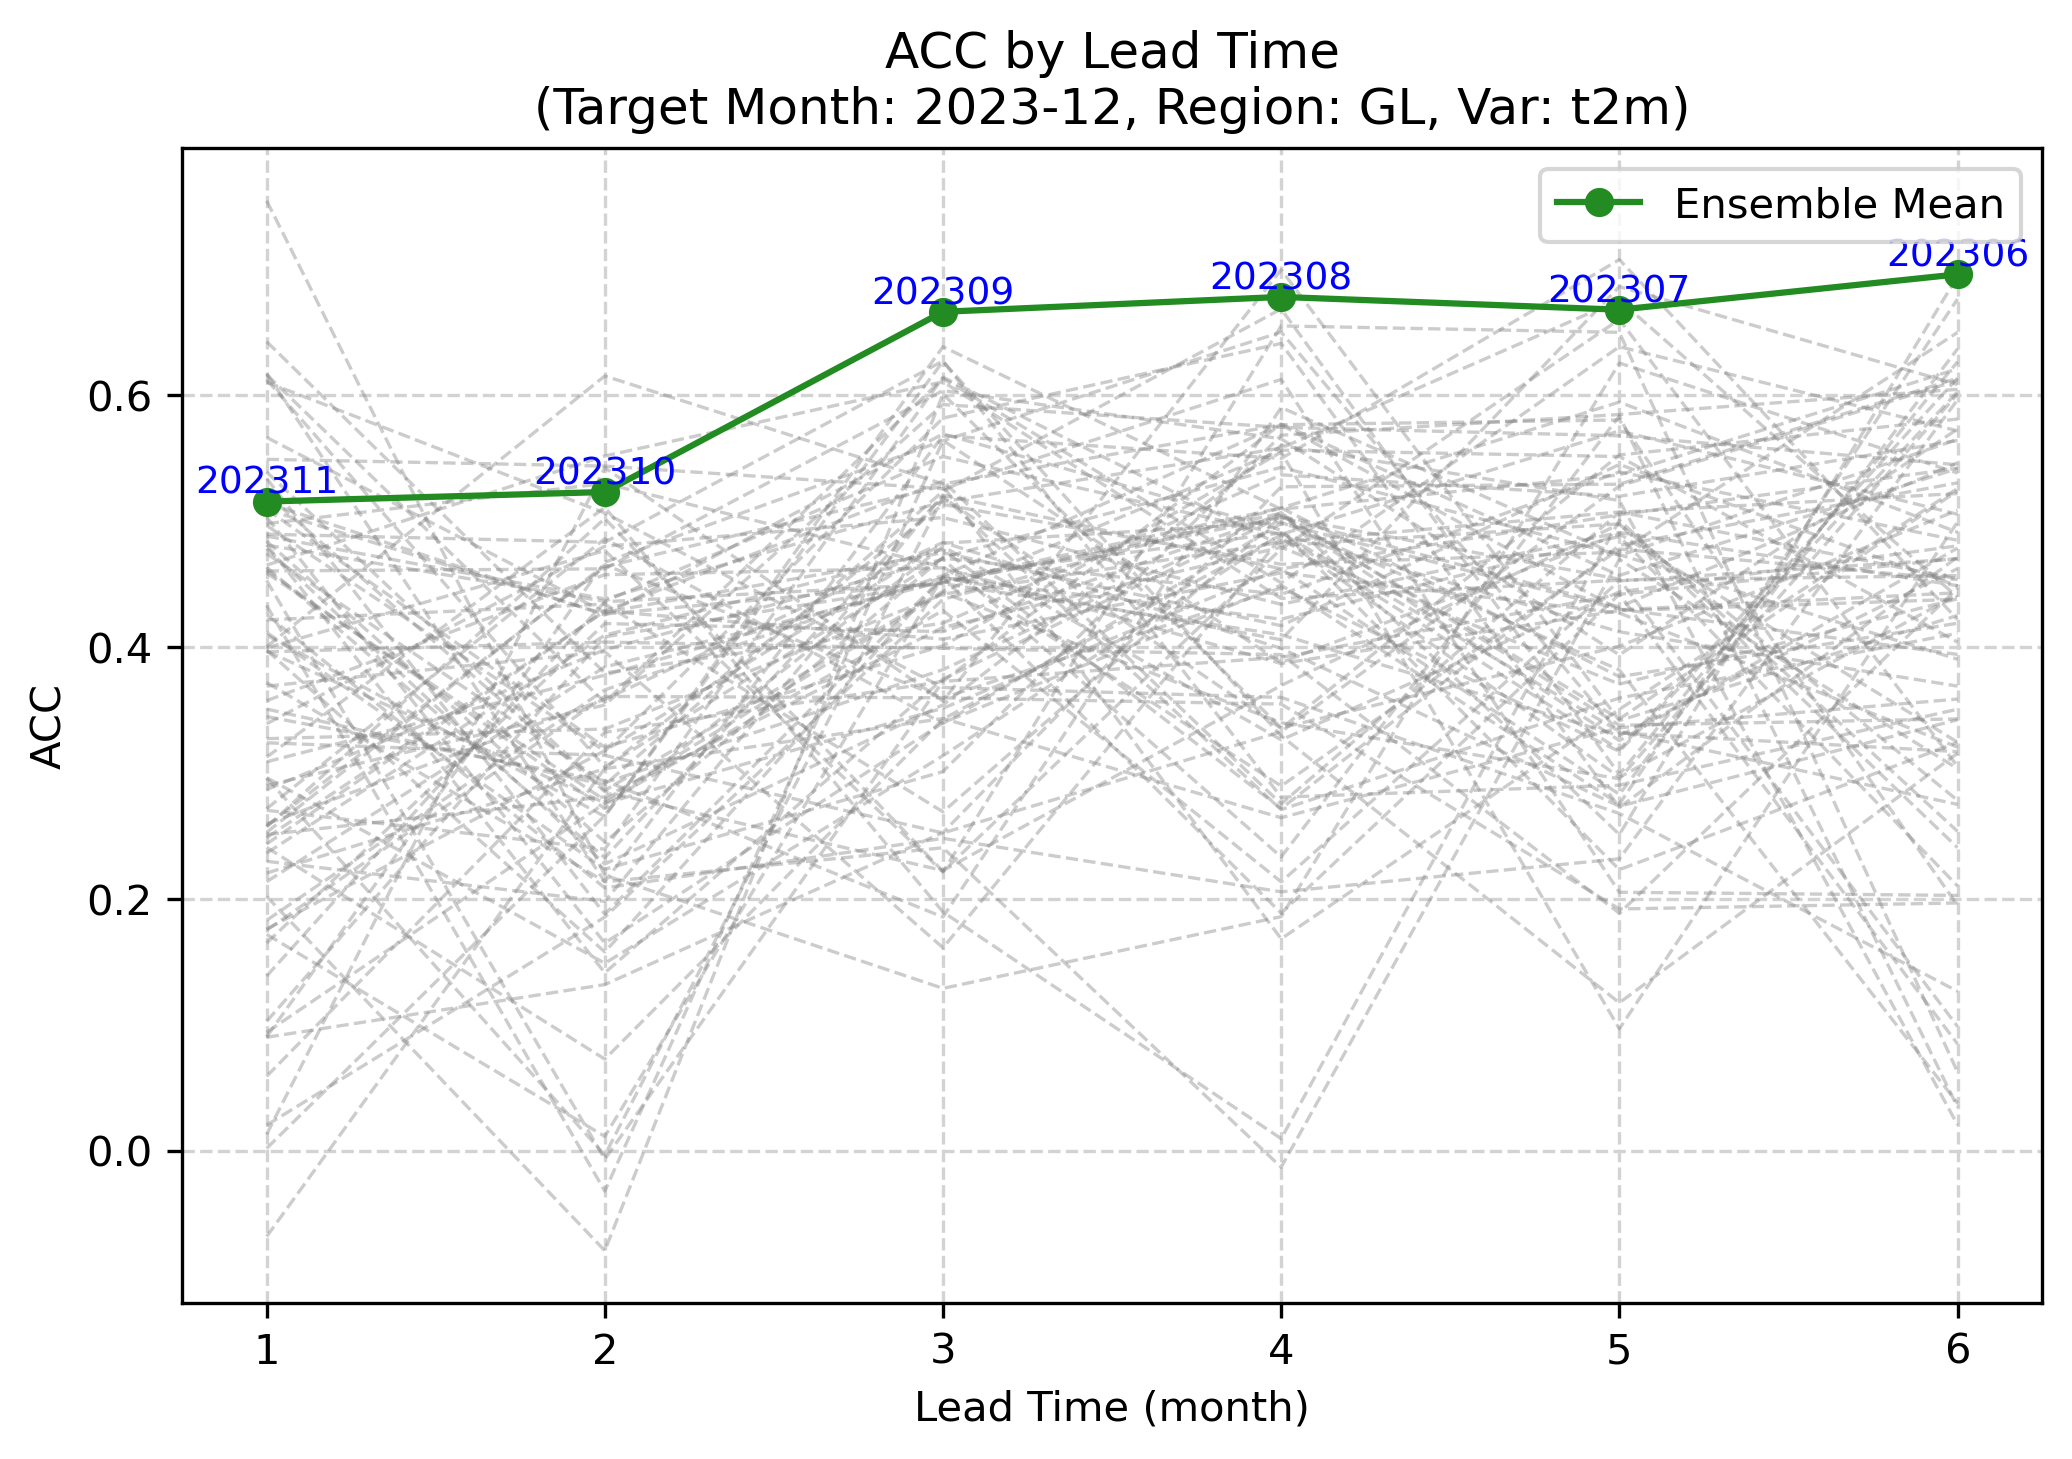 ACC by Lead Time
(Target Month: 2023-12, Region: GL, Var: t2m)
Ensemble Mean
202311
202310
202309
202308
202307
202306
ACC
0.6
0.4
0.2
0.0
1 2 3 4 5 6
Lead Time (month)